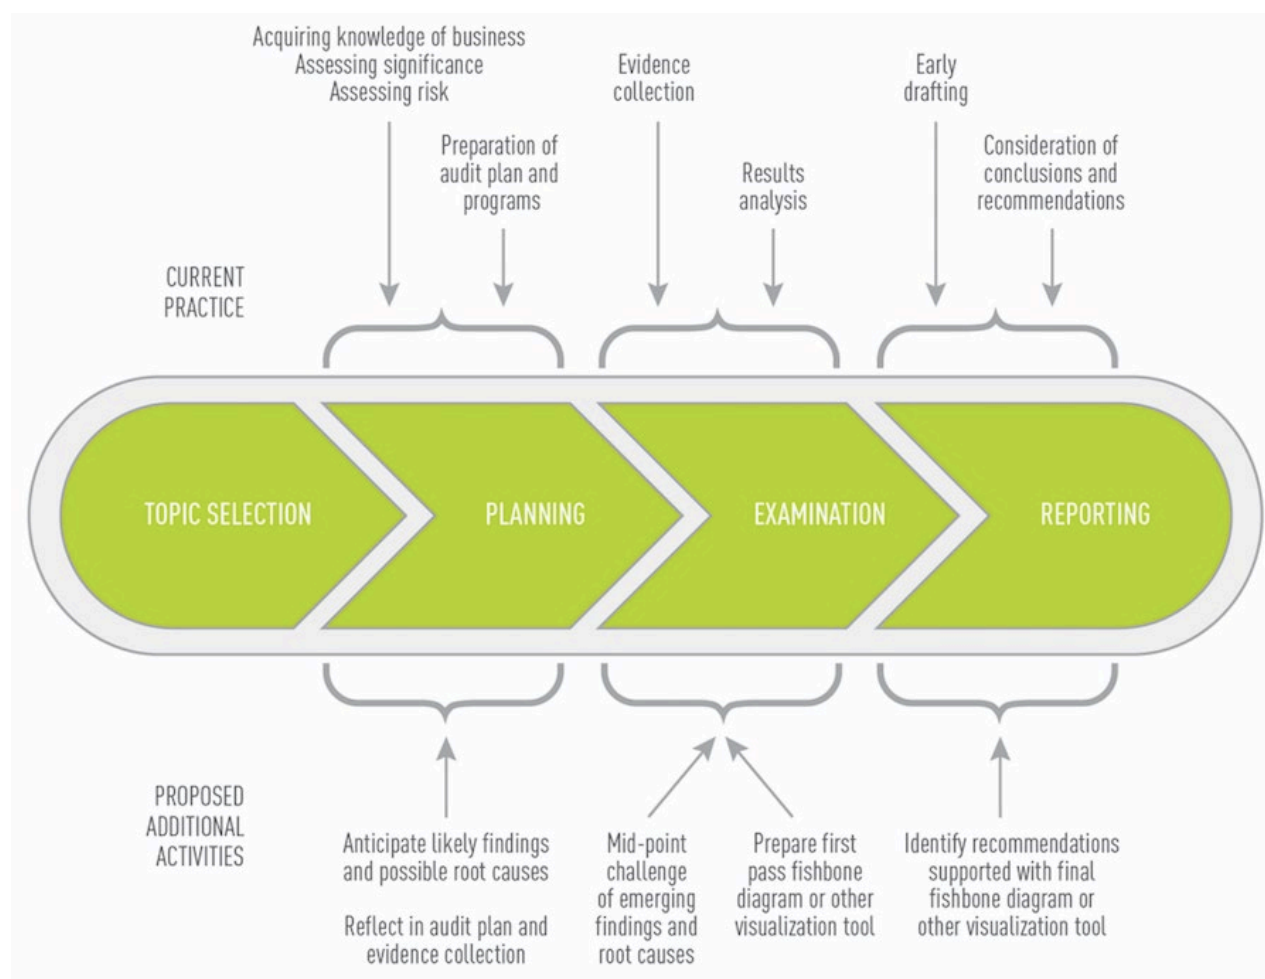 Acquiring knowledge of business
Assessing significance
Assessing risk
Evidence
collection
Early
drafting
Preparation of
audit plan and
programs
Results
analysis
Consideration of
conclusions and
recommendations
CURRENT
PRACTICE
TOPIC SELECTION
PLANNING
EXAMINATION
REPORTING
PROPOSED
ADDITIONAL
ACTIVITIES
Anticipate likely findings
and possible root causes
Reflect in audit plan and
evidence collection
Mid-point
challenge
of emerging
findings and
root causes
Prepare first
pass fishbone
diagram or other
visualization tool
Identify recommendations
supported with final
fishbone diagram or
other visualization tool